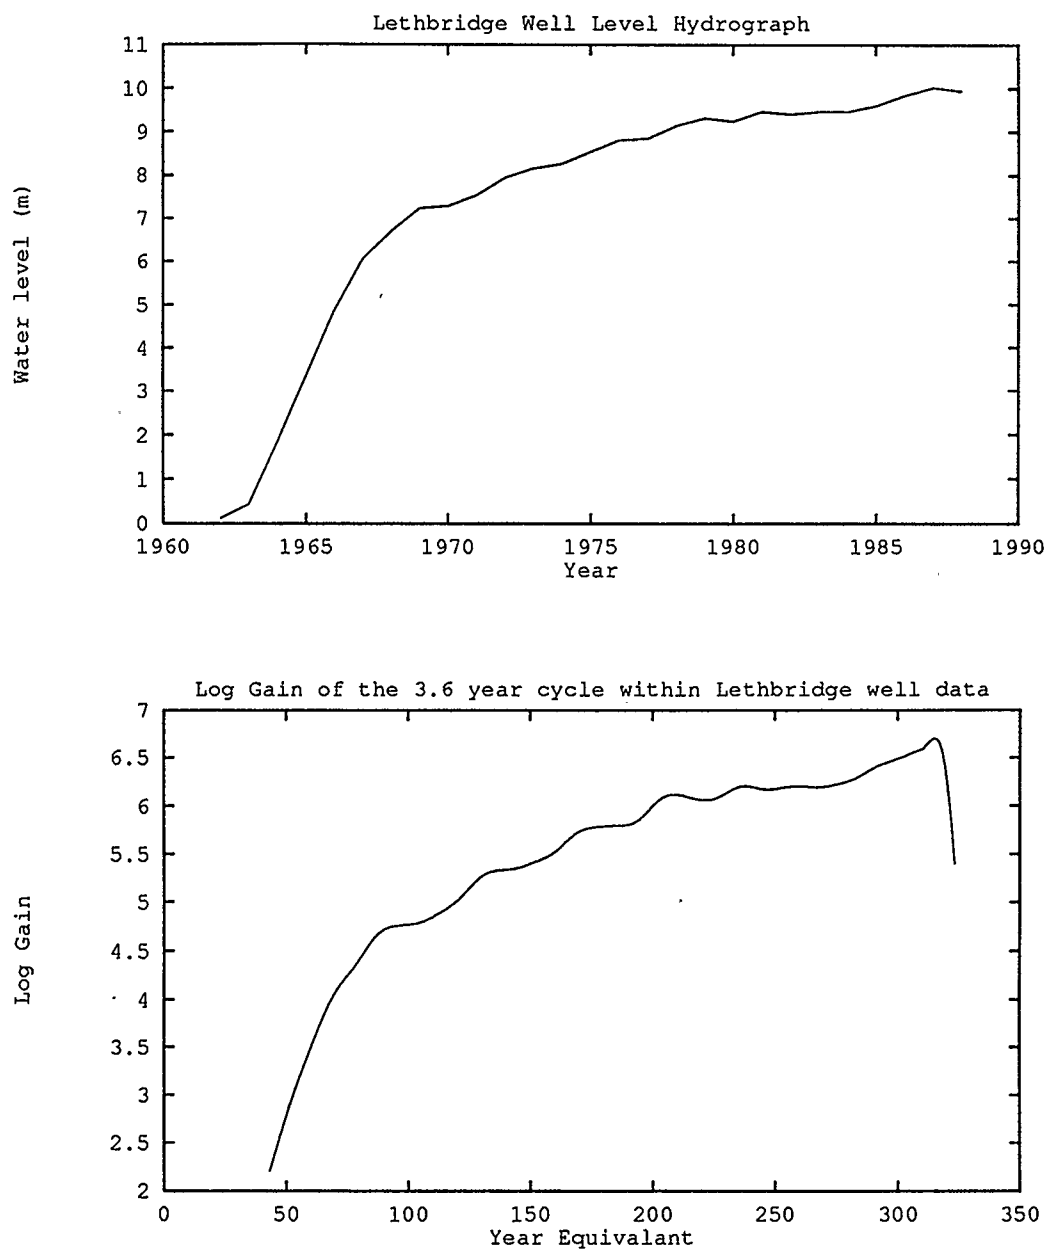 Lethbridge Well Level Hydrograph
11
10
9
8
7
6
5
4
3
2
1
0
Water level (m)
1960 1965 1970 1975 1980 1985 1990
Year
Log Gain of the 3.6 year cycle within Lethbridge well data
7
6.5
6
5.5
5
4.5
4
3.5
3
2.5
2
Log Gain
0 50 100 150 200 250 300 350
Year Equivalant